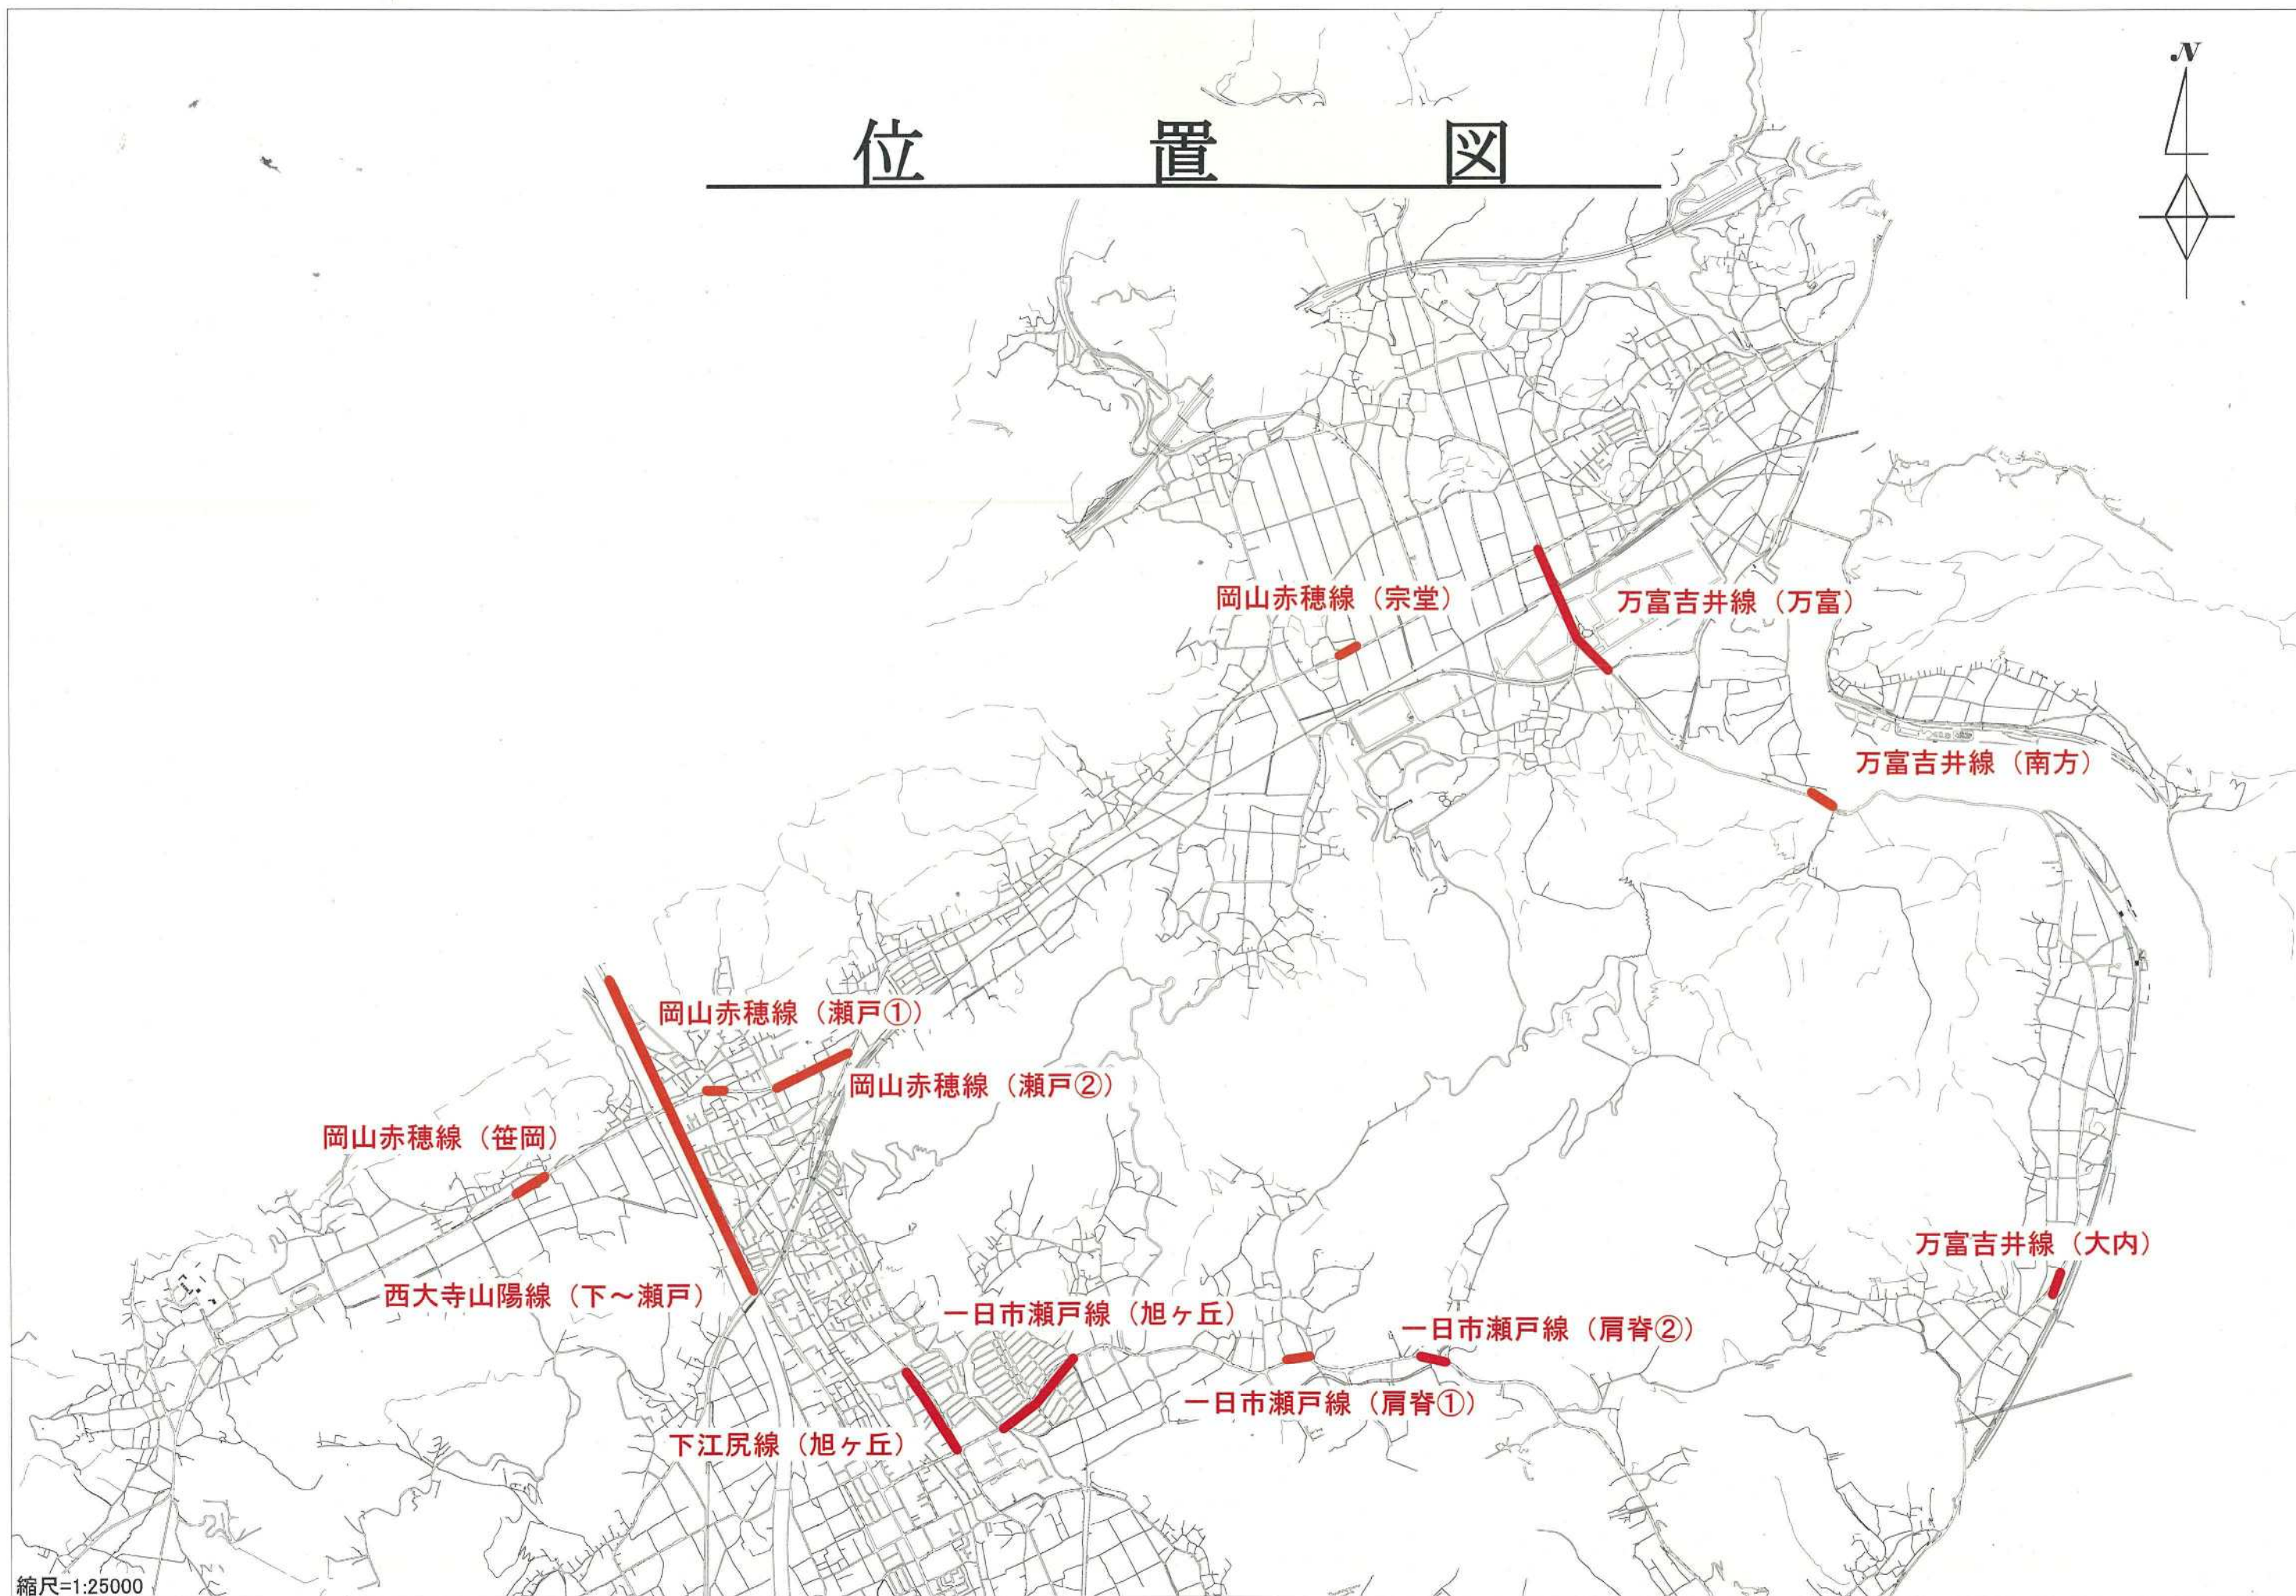 位置図
N
岡山赤穂線（宗堂）
万富吉井線（万富）
万富吉井線（南方）
岡山赤穂線（瀬戸①）
岡山赤穂線（瀬戸②）
岡山赤穂線（笹岡）
万富吉井線（大内）
西大寺山陽線（下～瀬戸）
一日市瀬戸線（旭ヶ丘）
一日市瀬戸線（肩脊②）
一日市瀬戸線（肩脊①）
下江尻線（旭ヶ丘）
縮尺=1:25000